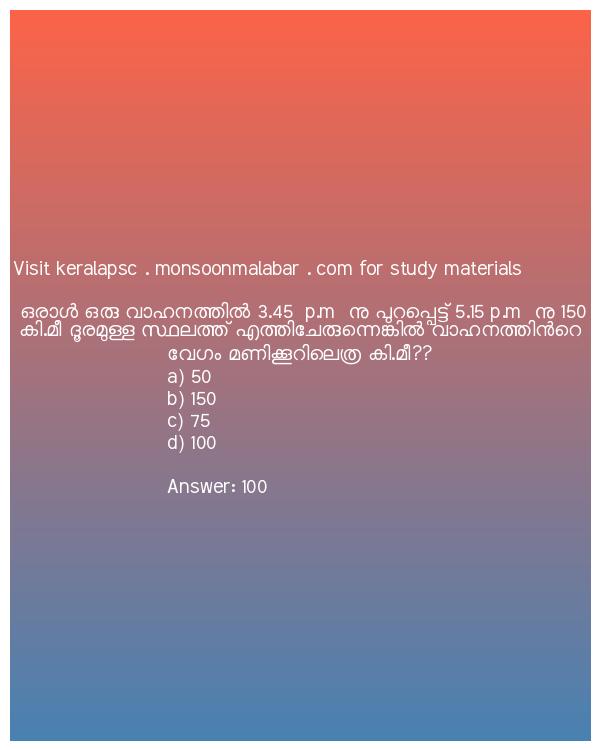 Visit keralapsc . monsoonmalabar . com for study materials
ഒരാൾ ഒരു വാഹനത്തിൽ 3.45 p.m നു പുറപ്പെട്ട് 5.15 p.m നു 150
കി.മീ ദൂരമുള്ള സ്ഥലത്ത് എത്തിചേരുന്നെങ്കിൽ വാഹനത്തിൻറെ
വേഗം മണിക്കൂറിലെത്ര കി.മീ??
a) 50
b) 150
c) 75
d) 100
Answer: 100